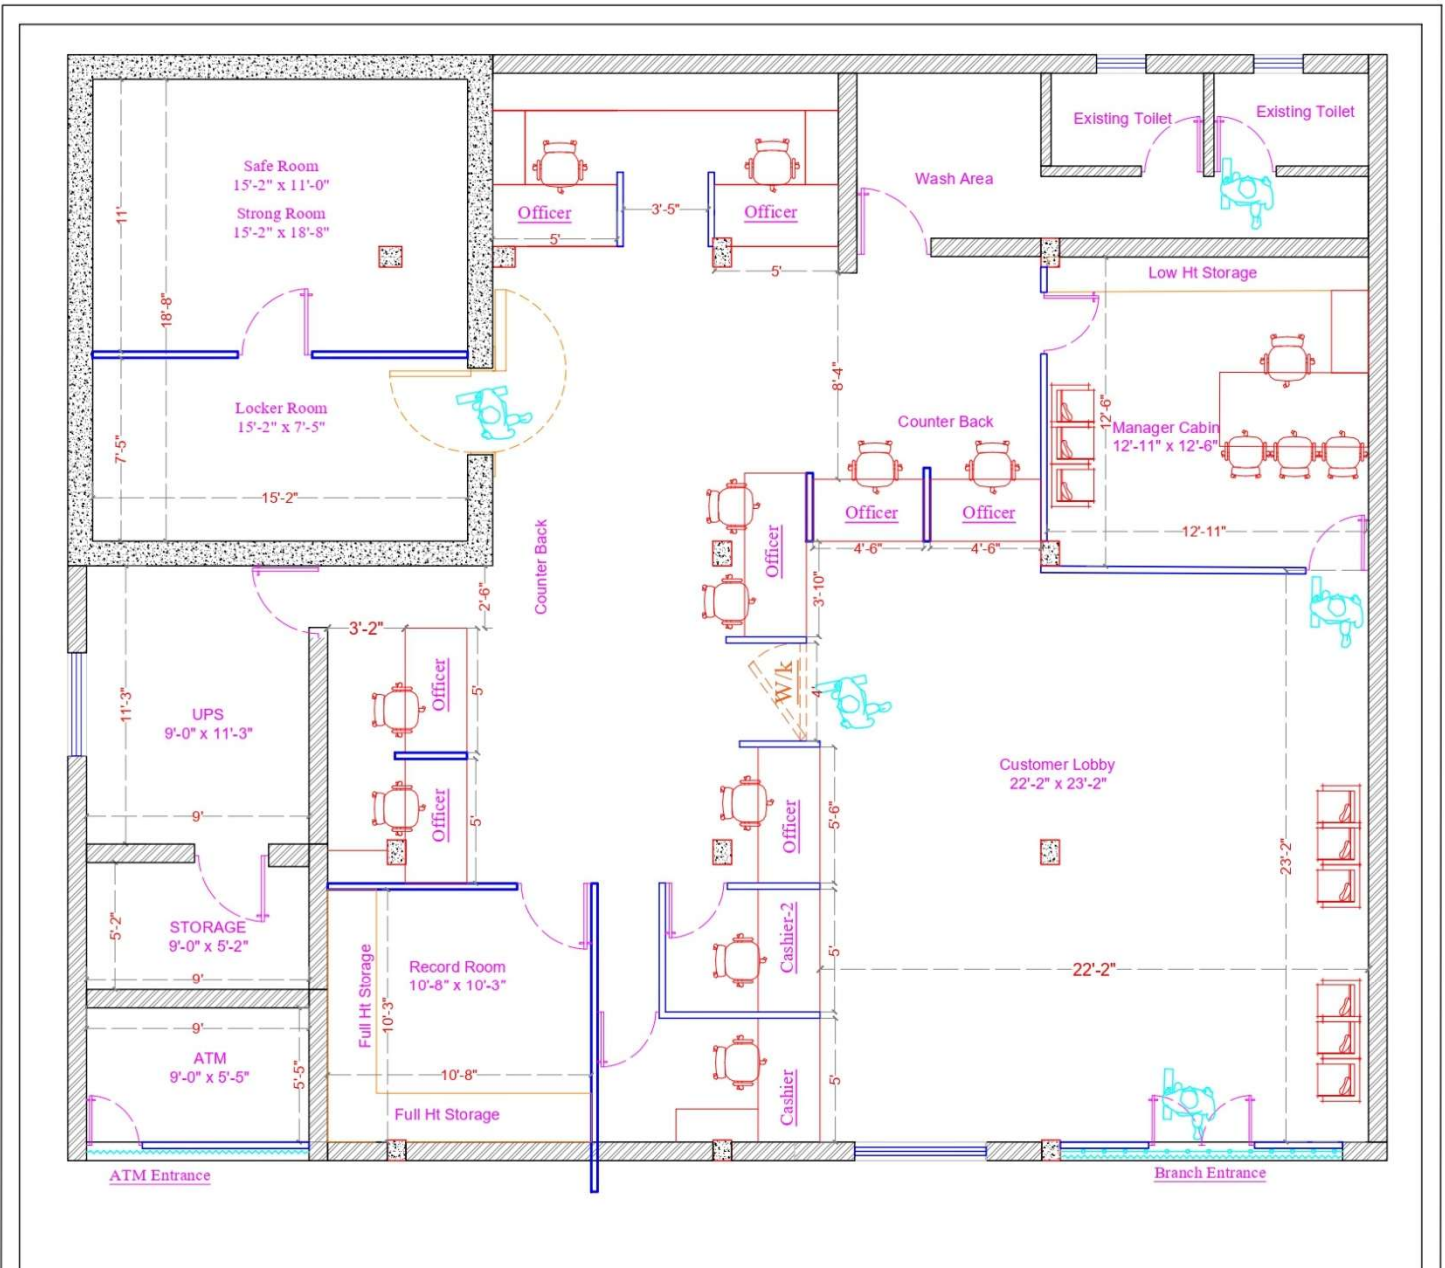 Safe Room
15'-2" x 11'-0"
Strong Room
15'-2" x 18'-8"
11'
18'-8"
Officer
5'
3'-5"
Officer
5'
Wash Area
Existing Toilet
Existing Toilet
Low Ht Storage
Locker Room
15'-2" x 7'-5"
7'-5"
15'-2"
8'-4"
Counter Back
12'-6"
Manager Cabin
12'-11" x 12'-6"
12'-11"
Officer
Officer
4'-6"
4'-6"
Officer
3'-10"
Counter Back
2'-6"
3'-2"
Officer
5'
Officer
5'
W/k
4'
11'-3"
UPS
9'-0" x 11'-3"
9'
Customer Lobby
22'-2" x 23'-2"
23'-2"
22'-2"
Officer
5'-6"
5'-2"
STORAGE
9'-0" x 5'-2"
9'
Full Ht Storage
10'-3"
Record Room
10'-8" x 10'-3"
10'-8"
Full Ht Storage
Cashier-2
5'
Cashier
5'
9'
ATM
9'-0" x 5'-5"
5'-5"
ATM Entrance
Branch Entrance